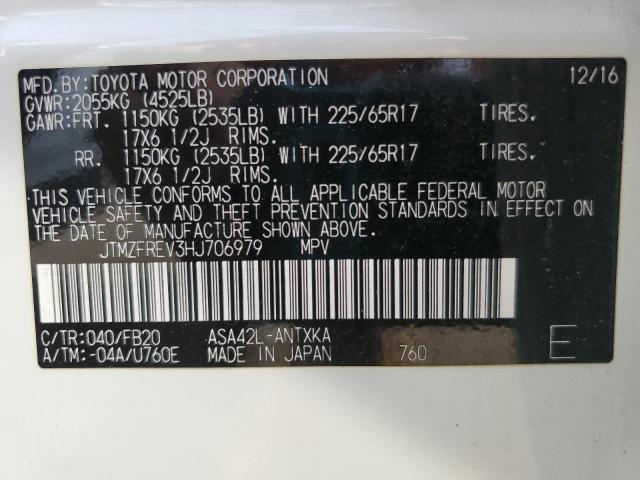 MFD.BY:TOYOTA MOTOR CORPORATION 12/16
GVWR:2055KG (4525LB)
GAWR:FRT. 1150KG (2535LB) WITH 225/65R17 TIRES.
17X6 1/2J RIMS.
RR. 1150KG (2535LB) WITH 225/65R17 TIRES.
17X6 1/2J RIMS.
THIS VEHICLE CONFORMS TO ALL APPLICABLE FEDERAL MOTOR
VEHICLE SAFETY AND THEFT PREVENTION STANDARDS IN EFFECT ON
THE DATE OF MANUFACTURE SHOWN ABOVE.
JTMZFREV3HJ706979 MPV
C/TR:040/FB20 ASA42L-ANTXKA
A/TM:-04A/U760E MADE IN JAPAN 760 E